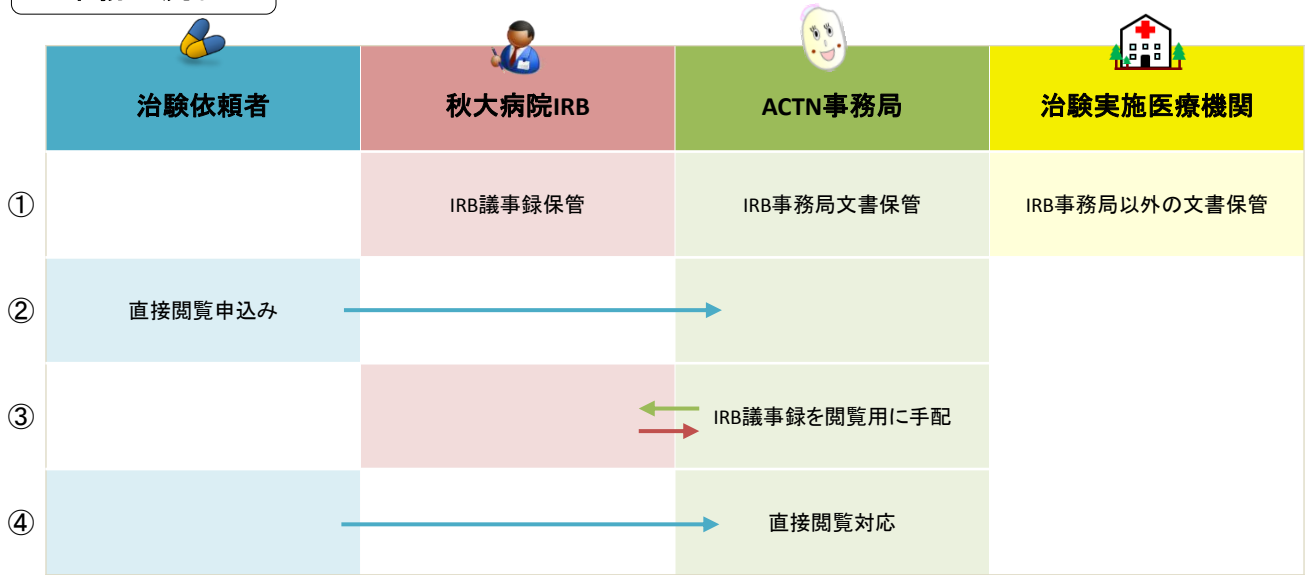 治験依頼者
秋大病院IRB
ACTN事務局
治験実施医療機関
① IRB議事録保管 IRB事務局文書保管 IRB事務局以外の文書保管
② 直接閲覧申込み
③ IRB議事録を閲覧用に手配
④ 直接閲覧対応